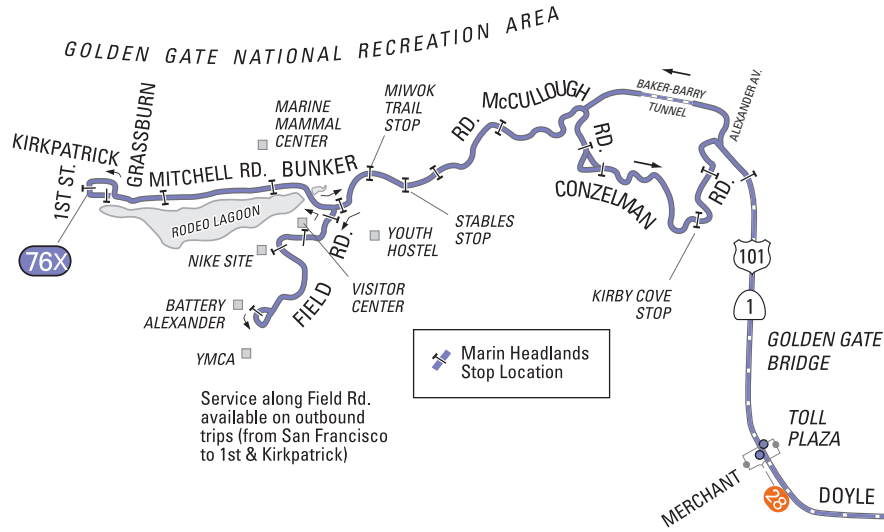 GOLDEN GATE NATIONAL RECREATION AREA
MARINE
MAMMAL
CENTER
MIWOK
TRAIL
STOP
McCULLOUGH
RD.
BAKER-BARRY
TUNNEL
ALEXANDER AV.
KIRKPATRICK
GRASSBURN
1ST ST.
MITCHELL RD.
BUNKER
RD.
CONZELMAN
RD.
RODEO LAGOON
STABLES
STOP
76X
NIKE SITE
RD.
YOUTH
HOSTEL
101
VISITOR
CENTER
KIRBY COVE
STOP
BATTERY
ALEXANDER
FIELD
1
YMCA
Marin Headlands
Stop Location
GOLDEN GATE
BRIDGE
Service along Field Rd.
available on outbound
trips (from San Francisco
to 1st & Kirkpatrick)
TOLL
PLAZA
MERCHANT
28
DOYLE